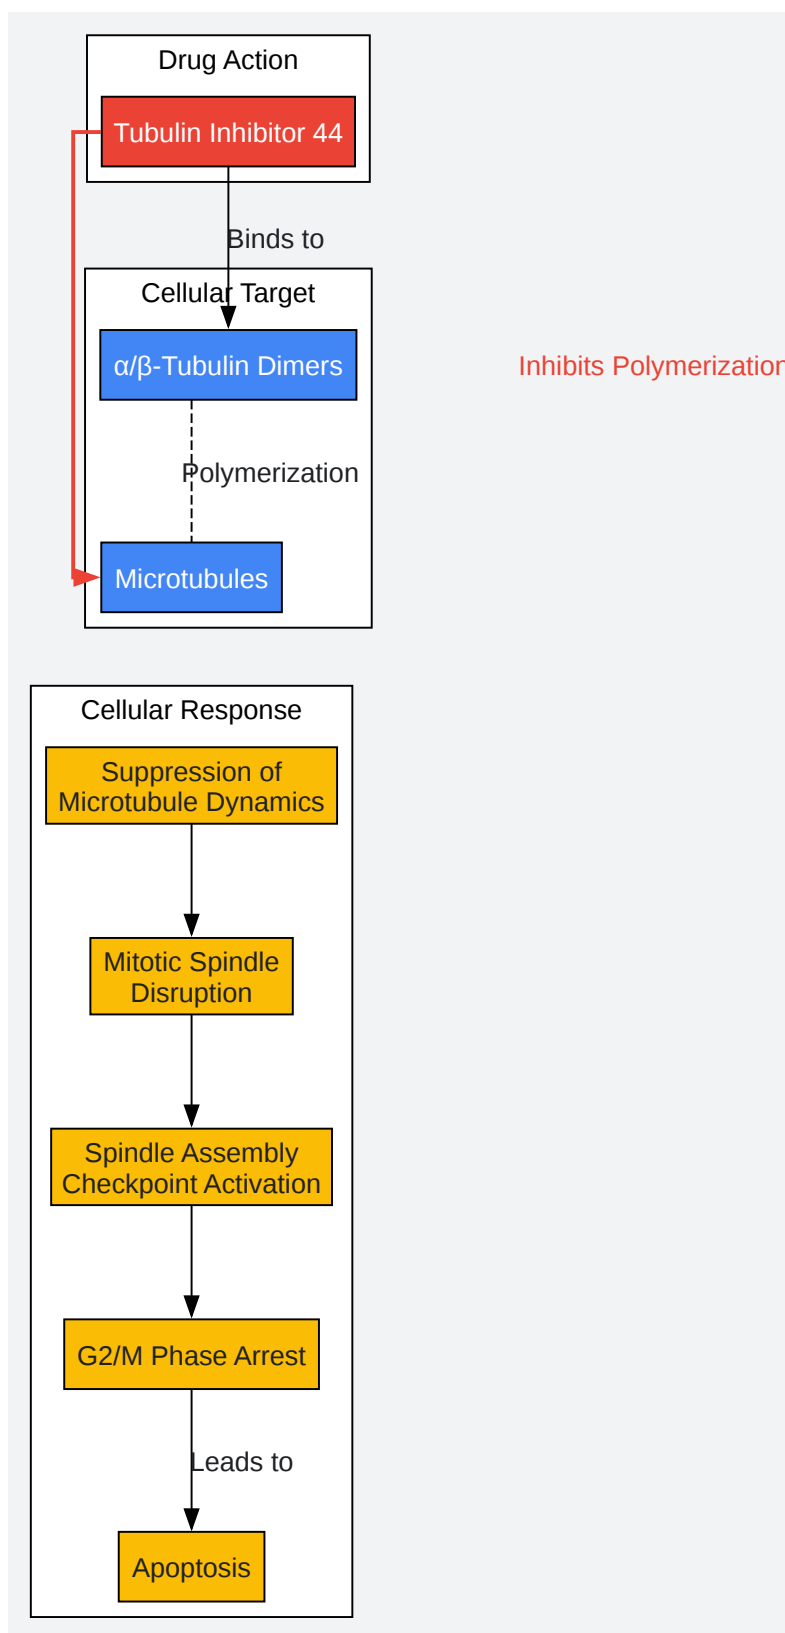 Drug Action
Tubulin Inhibitor 44
Binds to
Cellular Target
α/β-Tubulin Dimers
Inhibits Polymerization
Polymerization
Microtubules
Cellular Response
Suppression of
Microtubule Dynamics
Mitotic Spindle
Disruption
Spindle Assembly
Checkpoint Activation
G2/M Phase Arrest
Leads to
Apoptosis